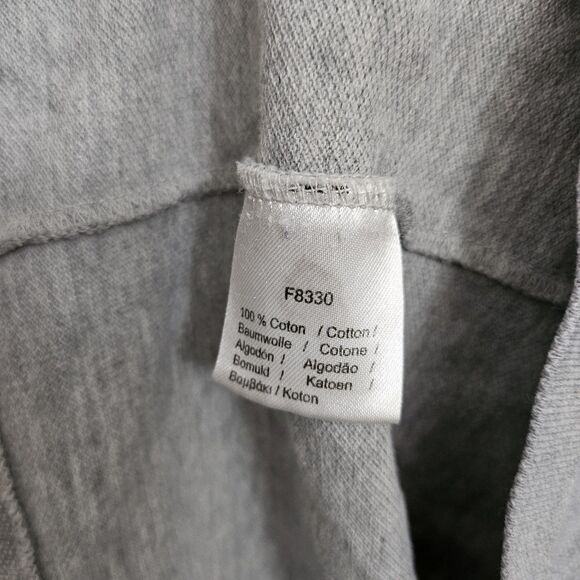 F8330
100 % Coton / Cotton /
Baumwolle / Cotone /
Algodón / Algodão /
Bomuld / Katoen /
Βαμβάκι / Koton